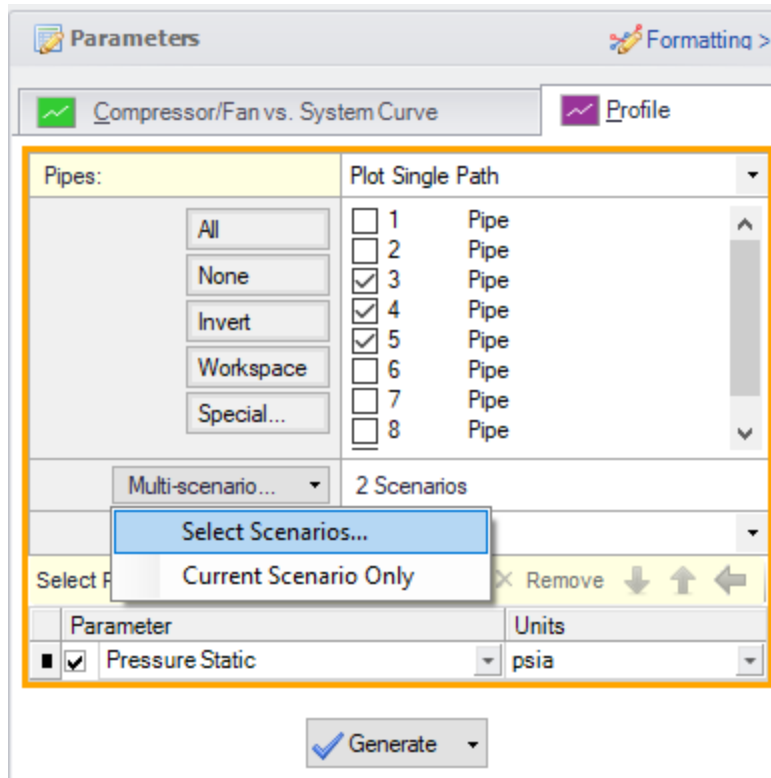 Parameters
Formatting >
Compressor/Fan vs. System Curve
Profile
Pipes:
Plot Single Path
All
None
Invert
Workspace
Special...
1 Pipe
2 Pipe
3 Pipe
4 Pipe
5 Pipe
6 Pipe
7 Pipe
8 Pipe
Multi-scenario...
2 Scenarios
Select Scenarios...
Current Scenario Only
Select
Remove
Parameter
Units
Pressure Static
psia
Generate